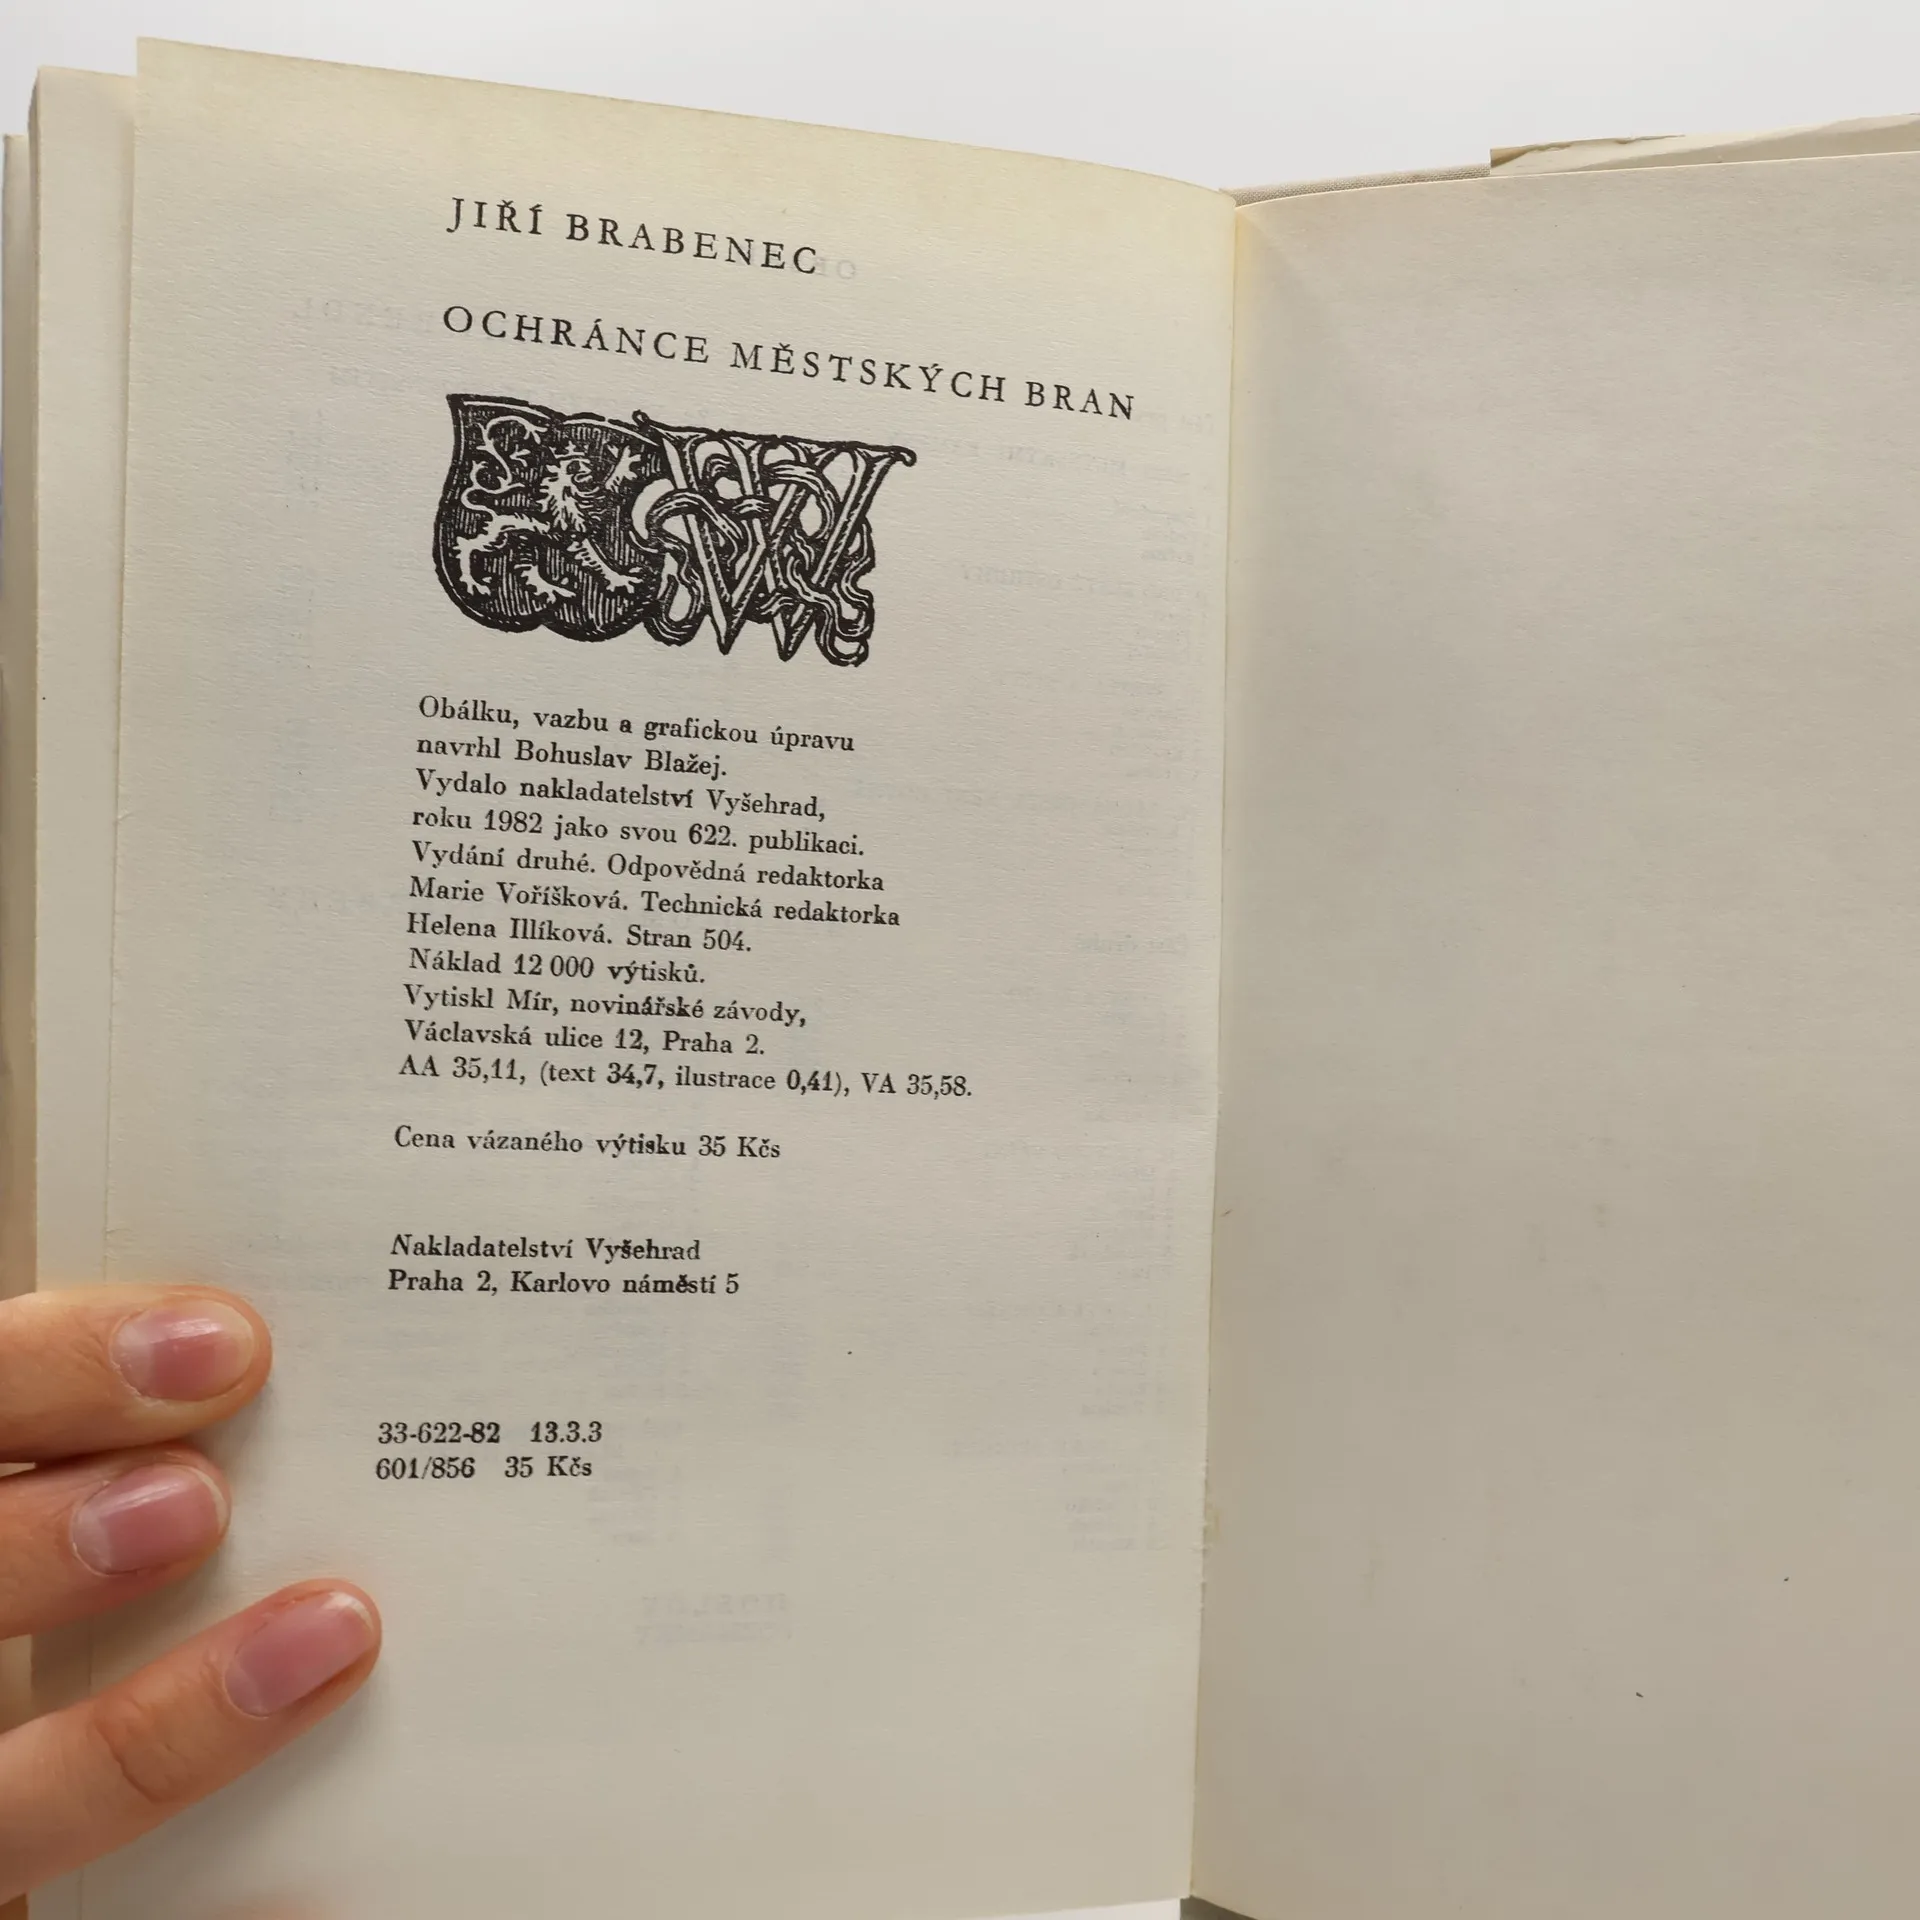 JIŘÍ BRABENEC
OCHRÁNCE MĚSTSKÝCH BRAN
W
Obálku, vazbu a grafickou úpravu
navrhl Bohuslav Blažej.
Vydalo nakladatelství Vyšehrad,
roku 1982 jako svou 622. publikaci.
Vydání druhé. Odpovědná redaktorka
Marie Voříšková. Technická redaktorka
Helena Illíková. Stran 504.
Náklad 12 000 výtisků.
Vytiskl Mír, novinářské závody,
Václavská ulice 12, Praha 2.
AA 35,11, (text 34,7, ilustrace 0,41), VA 35,58.
Cena vázaného výtisku 35 Kčs
Nakladatelství Vyšehrad
Praha 2, Karlovo náměstí 5
33-622-82 13.3.3
601/856 35 Kčs